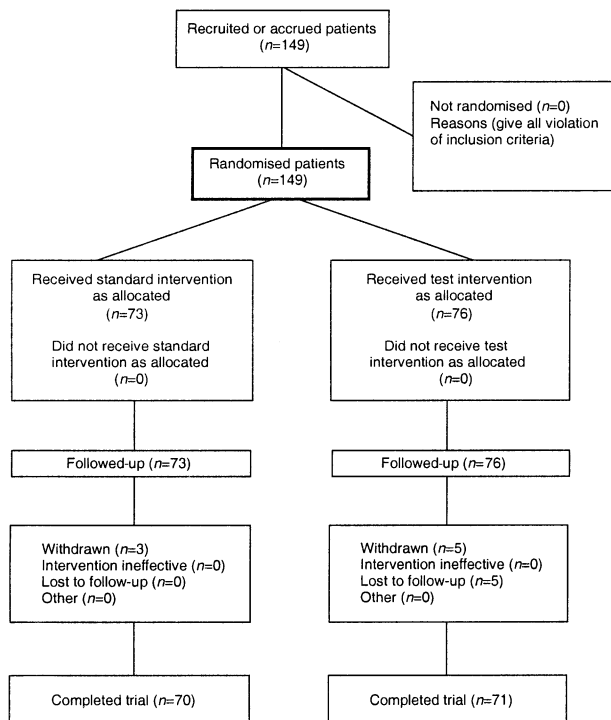 Recruited or accrued patients
(n=149)
Not randomised (n=0)
Reasons (give all violation
of inclusion criteria)
Randomised patients
(n=149)
Received standard intervention
as allocated
(n=73)
Did not receive standard
intervention as allocated
(n=0)
Received test intervention
as allocated
(n=76)
Did not receive test
intervention as allocated
(n=0)
Followed-up (n=73)
Followed-up (n=76)
Withdrawn (n=3)
Intervention ineffective (n=0)
Lost to follow-up (n=0)
Other (n=0)
Withdrawn (n=5)
Intervention ineffective (n=0)
Lost to follow-up (n=5)
Other (n=0)
Completed trial (n=70)
Completed trial (n=71)